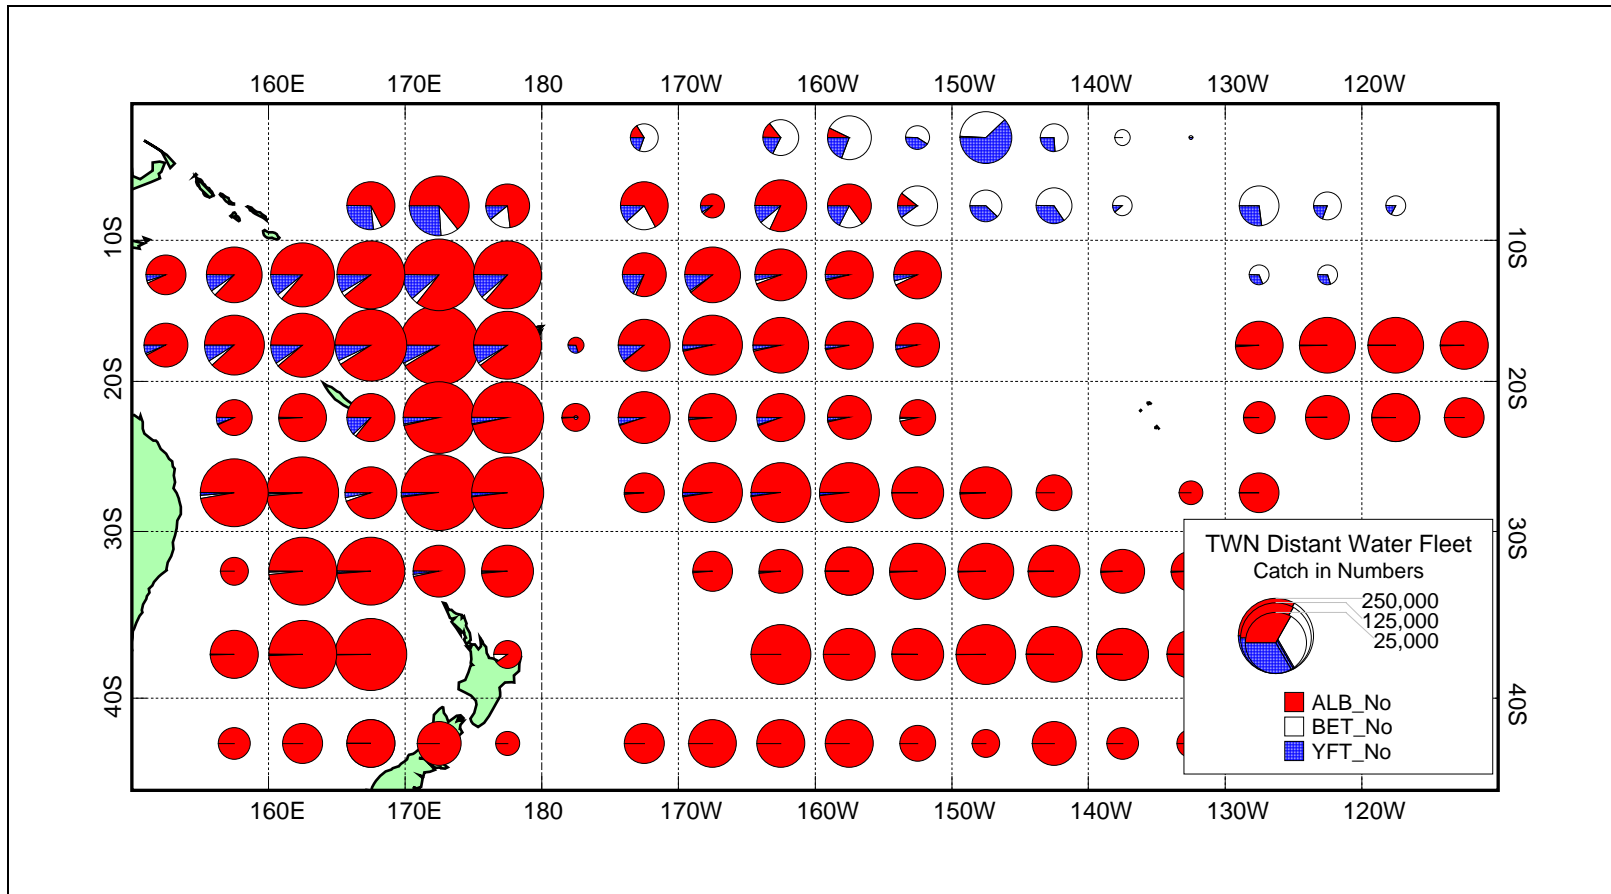 160E 170E 180 170W 160W 150W 140W 130W 120W
10S 10S
20S 20S
30S 30S
TWN Distant Water Fleet
Catch in Numbers
250,000
125,000
25,000
ALB_No
BET_No
YFT_No
40S 40S
160E 170E 180 170W 160W 150W 140W 130W 120W